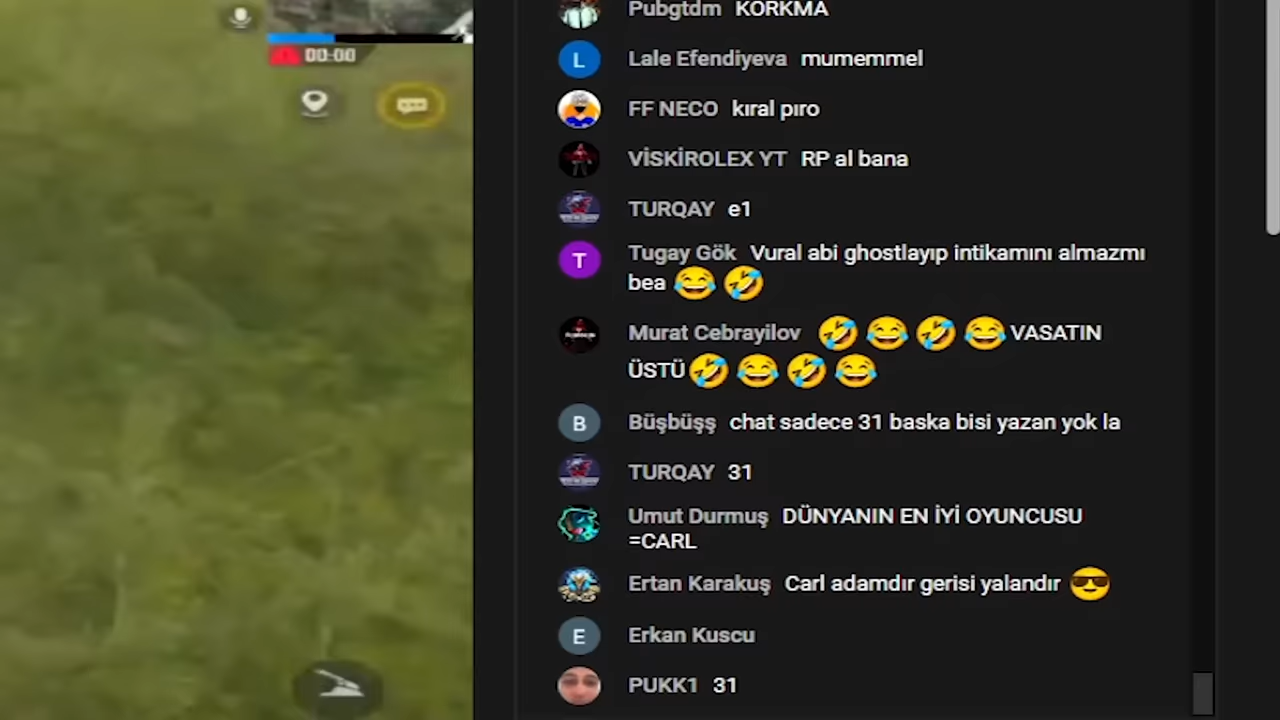 00:00
Pubgtdm KORKMA
Lale Efendiyeva mumemmel
L
FF NECO kıral pıro
VİSKİROLEX YT RP al bana
TURQAY e1
T
Tugay Gök Vural abi ghostlayıp intikamını almazmı
bea 😂 🤣
Murat Cebrayilov 🤣 😂 🤣 😂 VASATIN
ÜSTÜ 🤣 😂 🤣 😂
B
Büşbüşş chat sadece 31 baska bisi yazan yok la
TURQAY 31
Umut Durmuş DÜNYANIN EN İYİ OYUNCUSU
=CARL
Ertan Karakuş Carl adamdır gerisi yalandır 😎
E
Erkan Kuscu
PUKK1 31